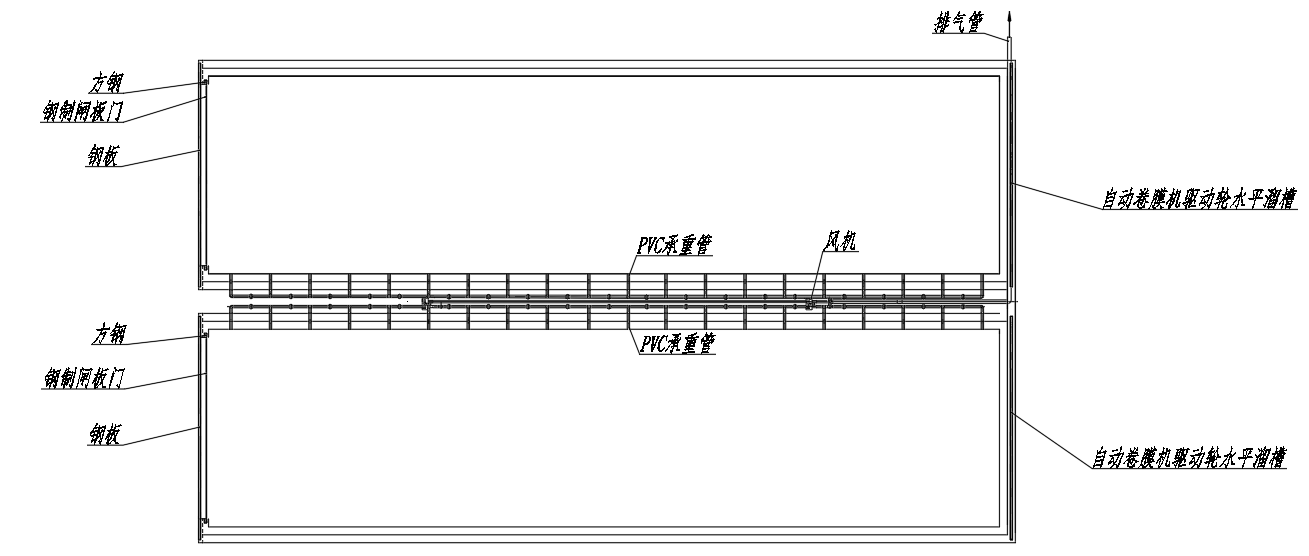 排气管
方钢
钢制闸板门
钢板
自动卷膜机驱动轮水平溜槽
PVC承重管
风机
方钢
PVC承重管
钢制闸板门
钢板
自动卷膜机驱动轮水平溜槽